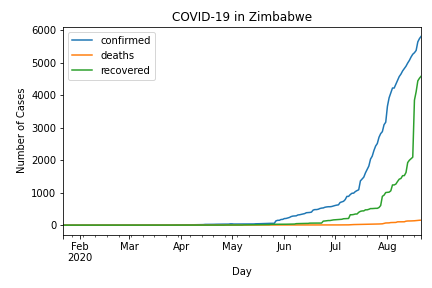 COVID-19 in Zimbabwe
confirmed
deaths
recovered
Number of Cases
6000
5000
4000
3000
2000
1000
0
Feb Mar Apr May Jun Jul Aug
2020
Day